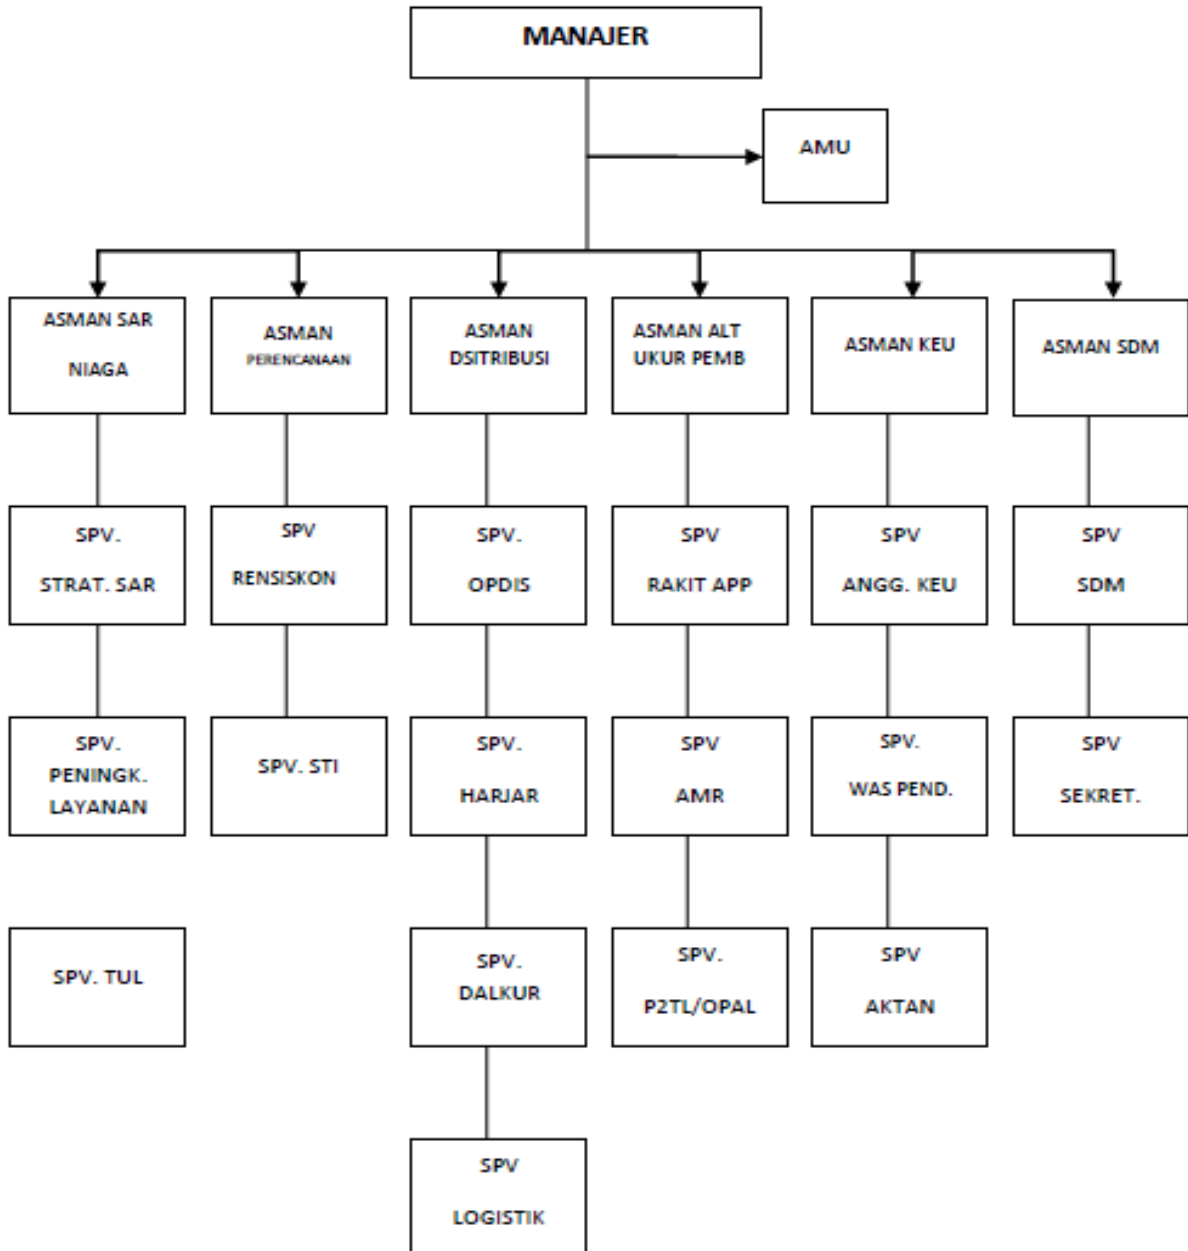 MANAJER
AMU
ASMAN SAR
NIAGA
ASMAN
PERENCANAAN
ASMAN
DSITRIBUSI
ASMAN ALT
UKUR PEMB
ASMAN KEU
ASMAN SDM
SPV.
STRAT. SAR
SPV
RENSISKON
SPV.
OPDIS
SPV
RAKIT APP
SPV
ANGG. KEU
SPV
SDM
SPV.
PENINGK.
LAYANAN
SPV. STI
SPV.
HARJAR
SPV
AMR
SPV.
WAS PEND.
SPV
SEKRET.
SPV. TUL
SPV.
DALKUR
SPV.
P2TL/OPAL
SPV
AKTAN
SPV
LOGISTIK